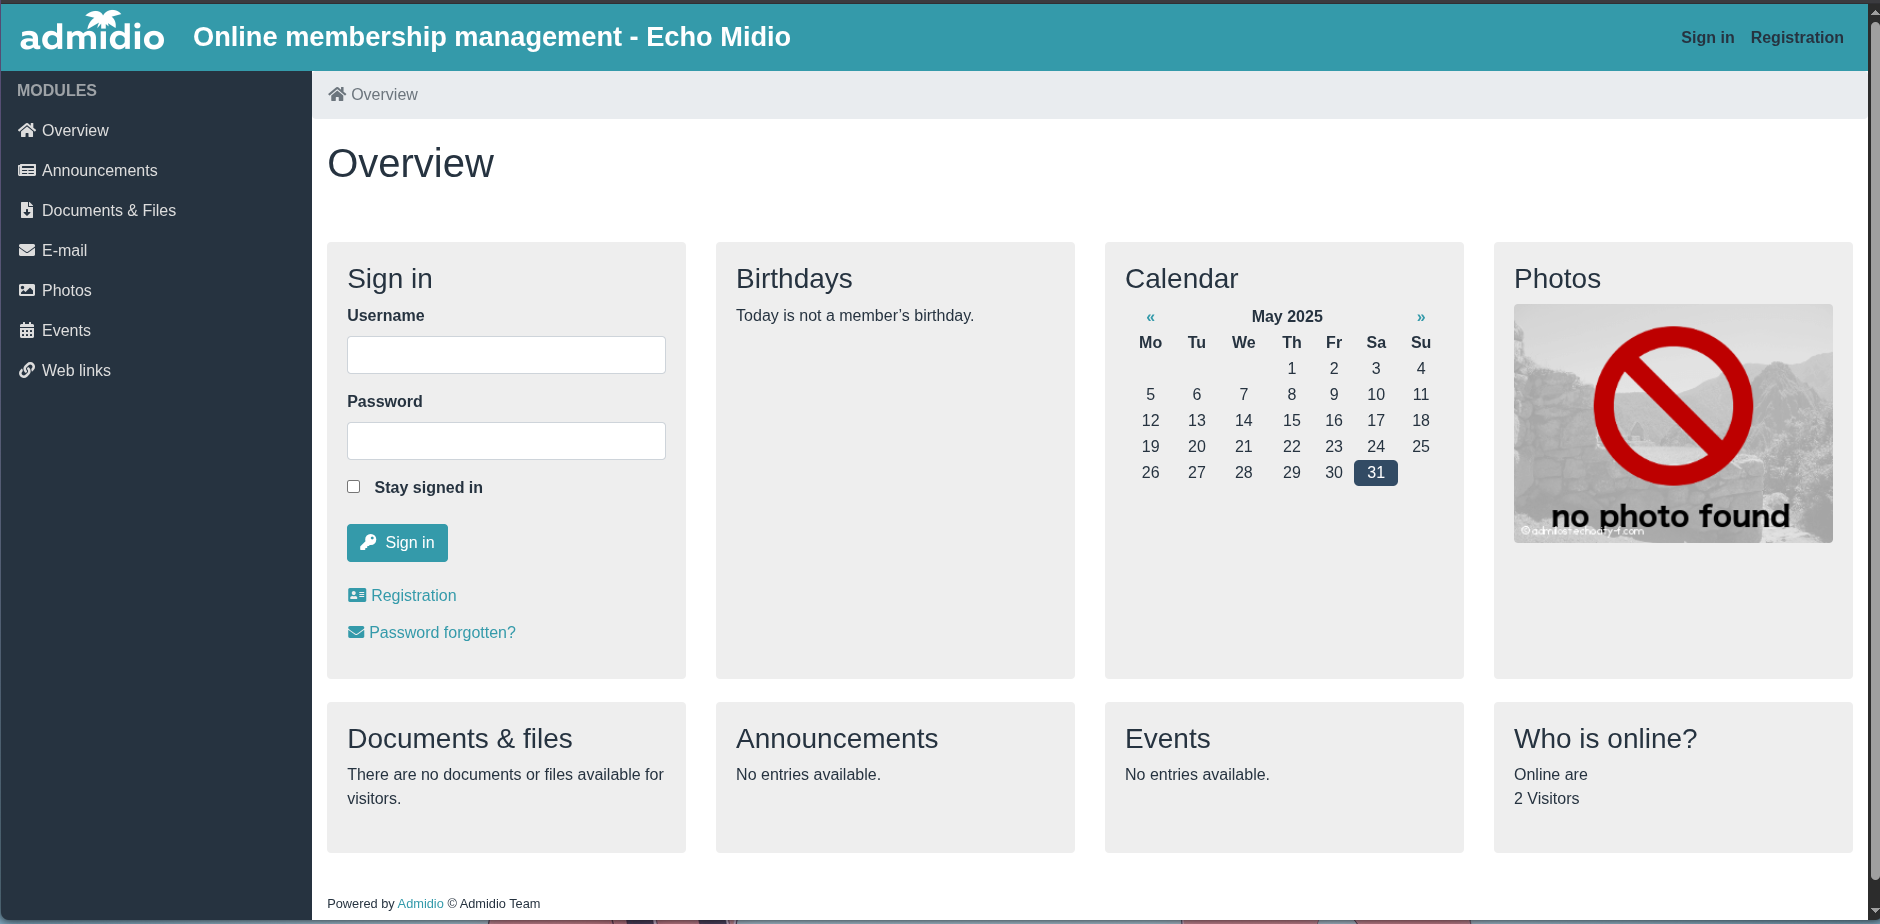 admidio
Online membership management - Echo Midio
Sign in
Registration
MODULES
Overview
Announcements
Documents & Files
E-mail
Photos
Events
Web links
Overview
Overview
Sign in
Username
Password
Stay signed in
Sign in
Registration
Password forgotten?
Birthdays
Today is not a member’s birthday.
Calendar
« May 2025 »
Mo Tu We Th Fr Sa Su
1 2 3 4
5 6 7 8 9 10 11
12 13 14 15 16 17 18
19 20 21 22 23 24 25
26 27 28 29 30 31
Photos
no photo found
Documents & files
There are no documents or files available for
visitors.
Announcements
No entries available.
Events
No entries available.
Who is online?
Online are
2 Visitors
Powered by Admidio © Admidio Team